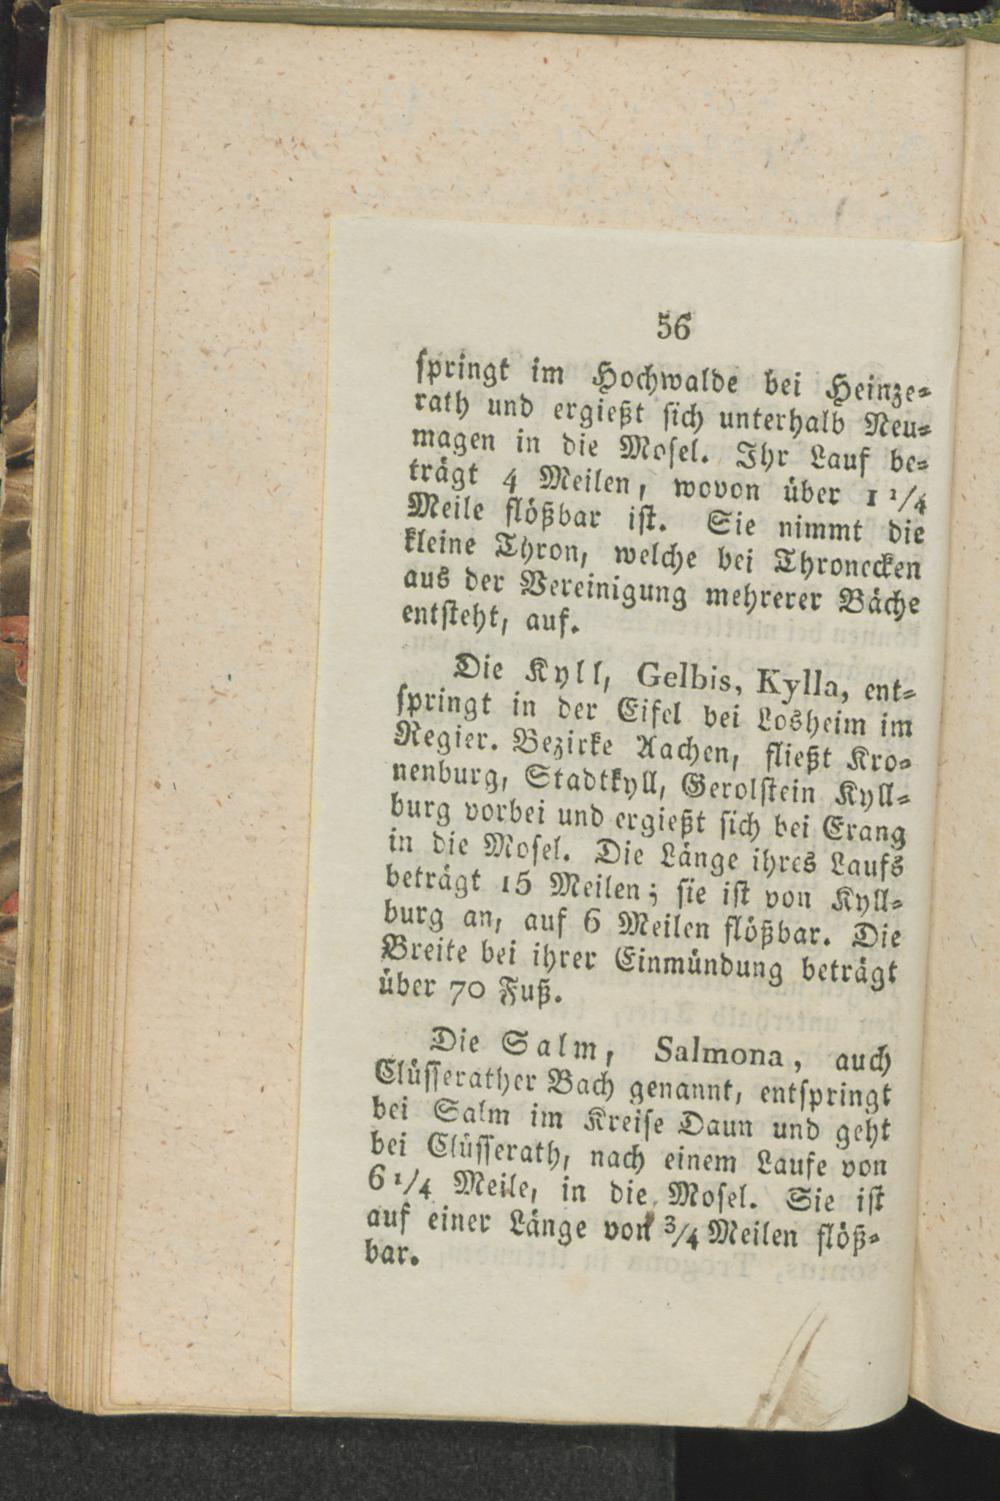 56
springt im Hochwalde bei Heinze=
rath und ergießt sich unterhalb Neu=
magen in die Mosel. Ihr Lauf be=
trägt 4 Meilen, wovon über 1 1/4
Meile flößbar ist. Sie nimmt die
kleine Thron, welche bei Thronecken
aus der Vereinigung mehrerer Bäche
entsteht, auf.
Die Kyll, Gelbis, Kylla, ent=
springt in der Eifel bei Losheim im
Regier. Bezirke Aachen, fließt Kro=
nenburg, Stadtkyll, Gerolstein Kyll=
burg vorbei und ergießt sich bei Erang
in die Mosel. Die Länge ihres Laufs
beträgt 15 Meilen; sie ist von Kyll=
burg an, auf 6 Meilen flößbar. Die
Breite bei ihrer Einmündung beträgt
über 70 Fuß.
Die Salm, Salmona, auch
Clüsserather Bach genannt, entspringt
bei Salm im Kreise Daun und geht
bei Clüsserath, nach einem Laufe von
6 1/4 Meile, in die Mosel. Sie ist
auf einer Länge von 3/4 Meilen flöß=
bar.